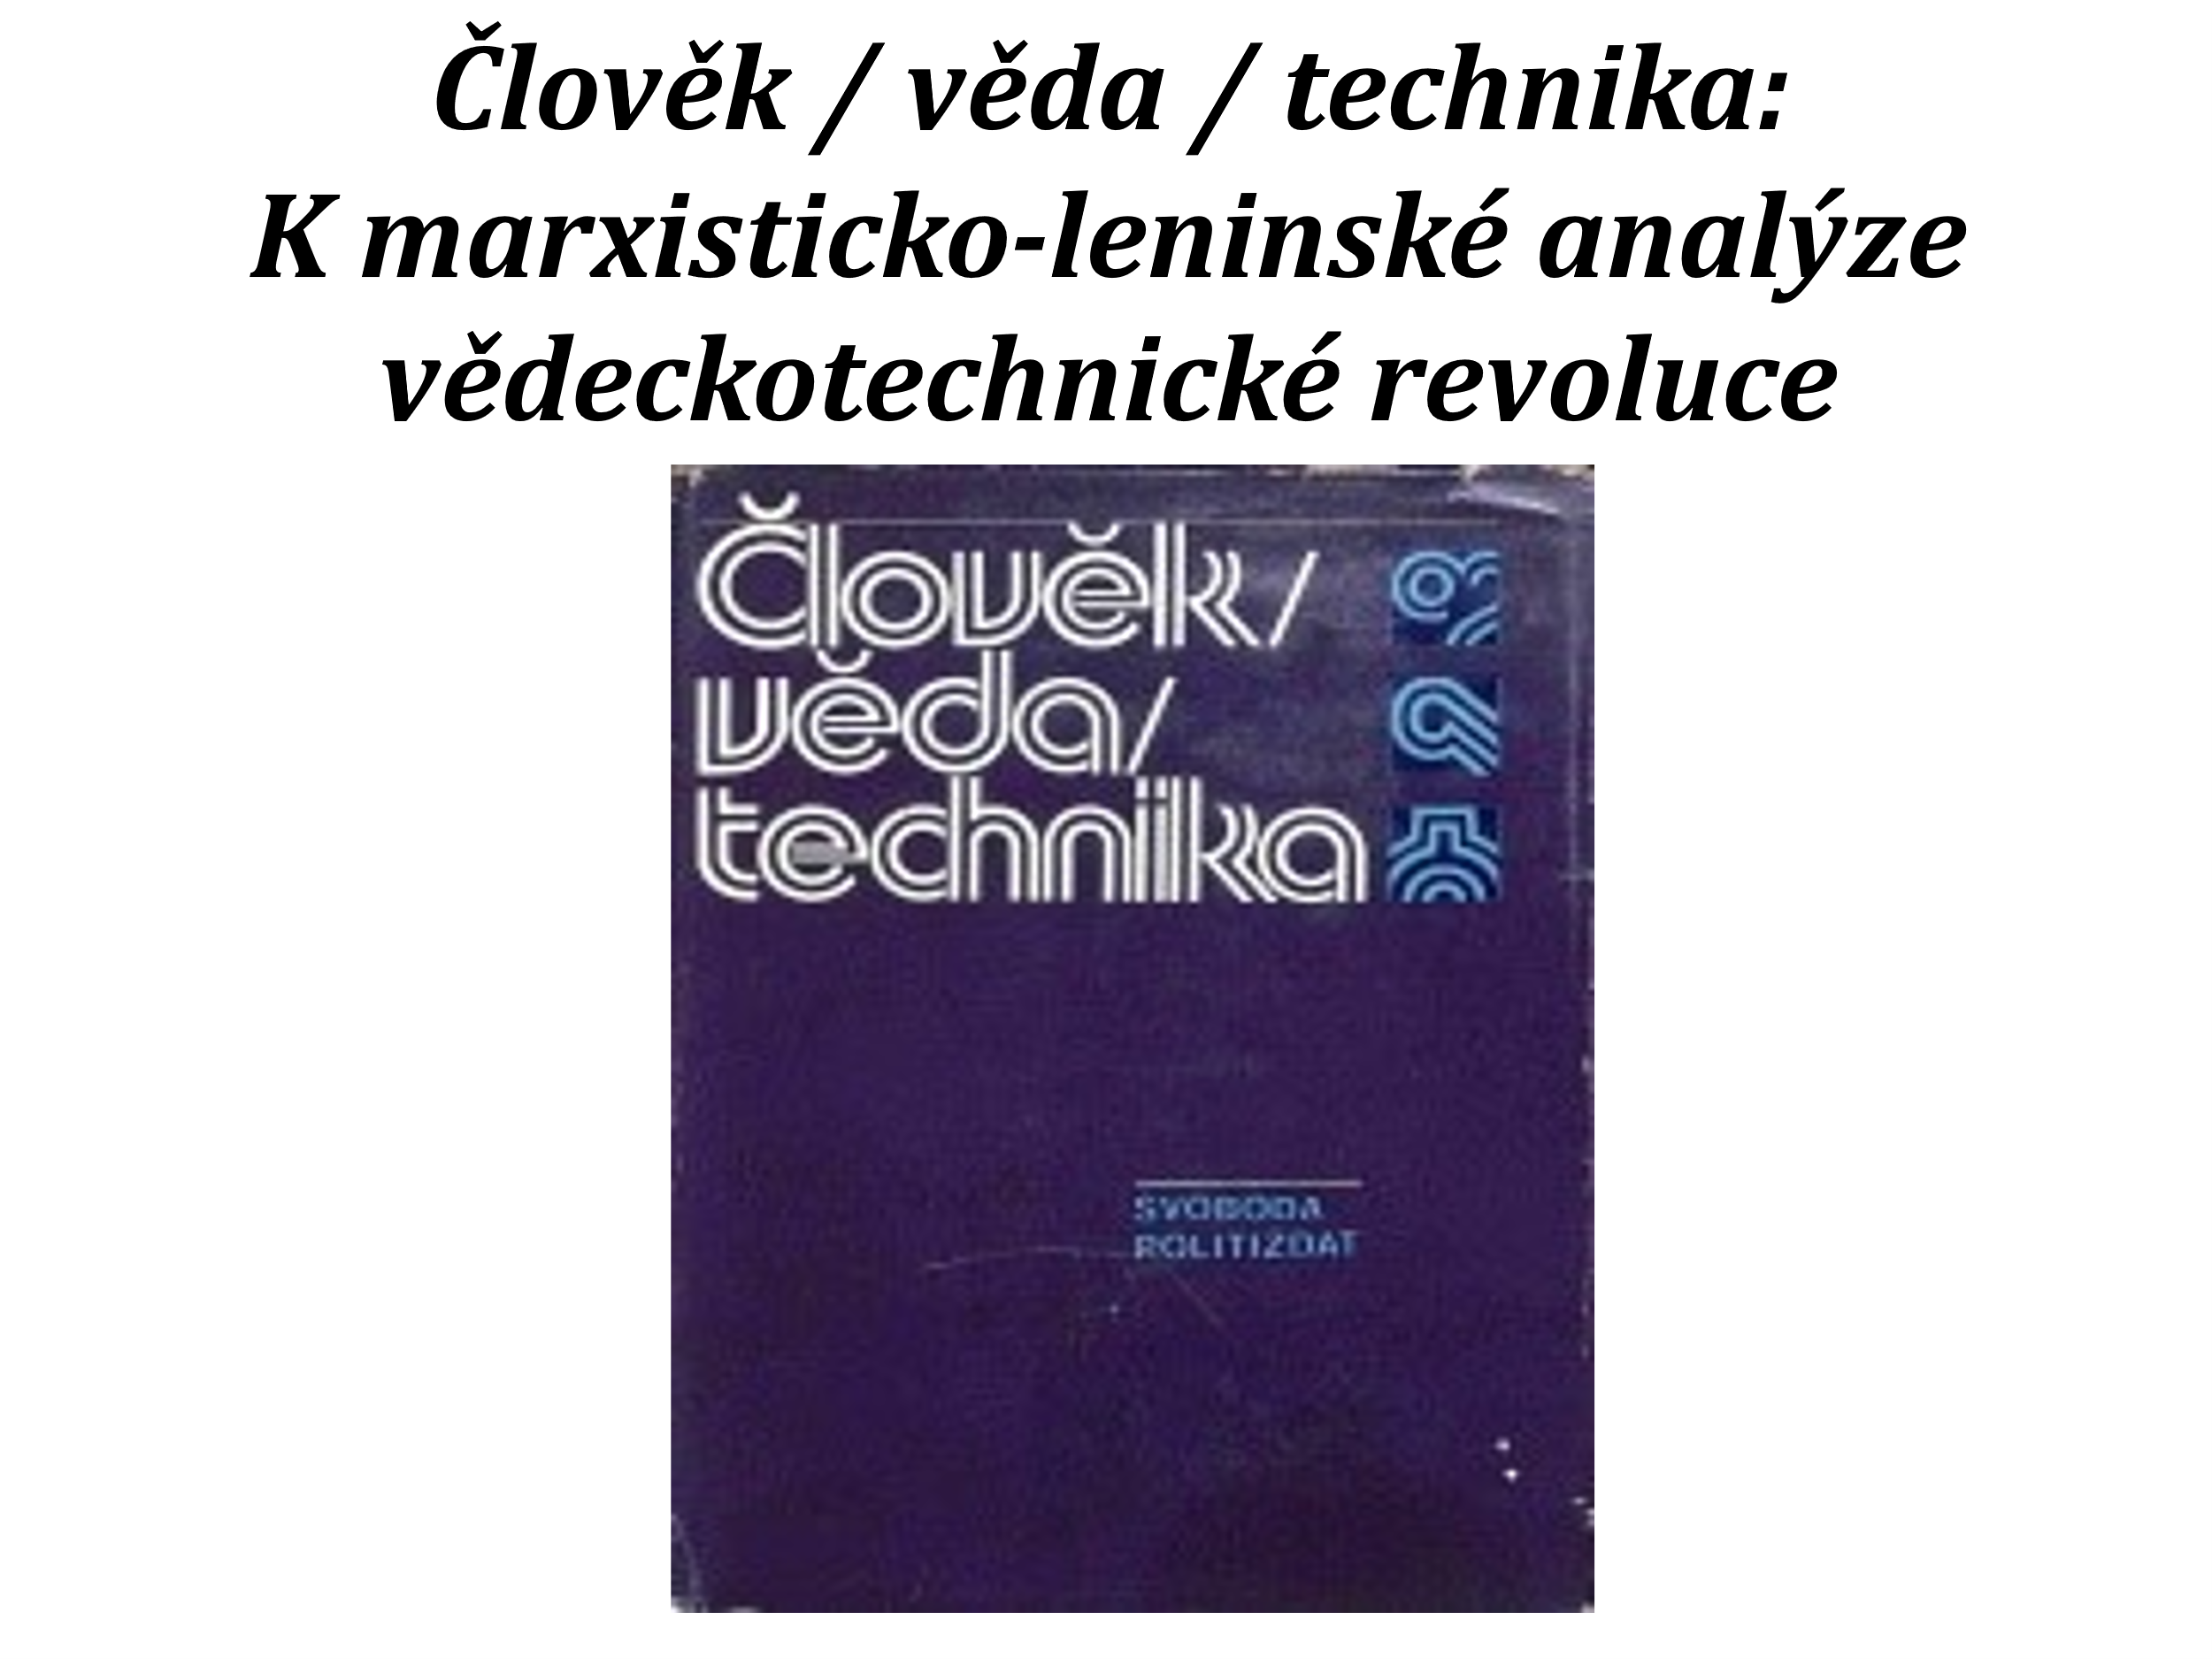 Člověk / věda / technika:
K marxisticko-leninské analýze
vědeckotechnické revoluce
Člověk/
věda/
technika
SVOBODA
POLITIZDAT